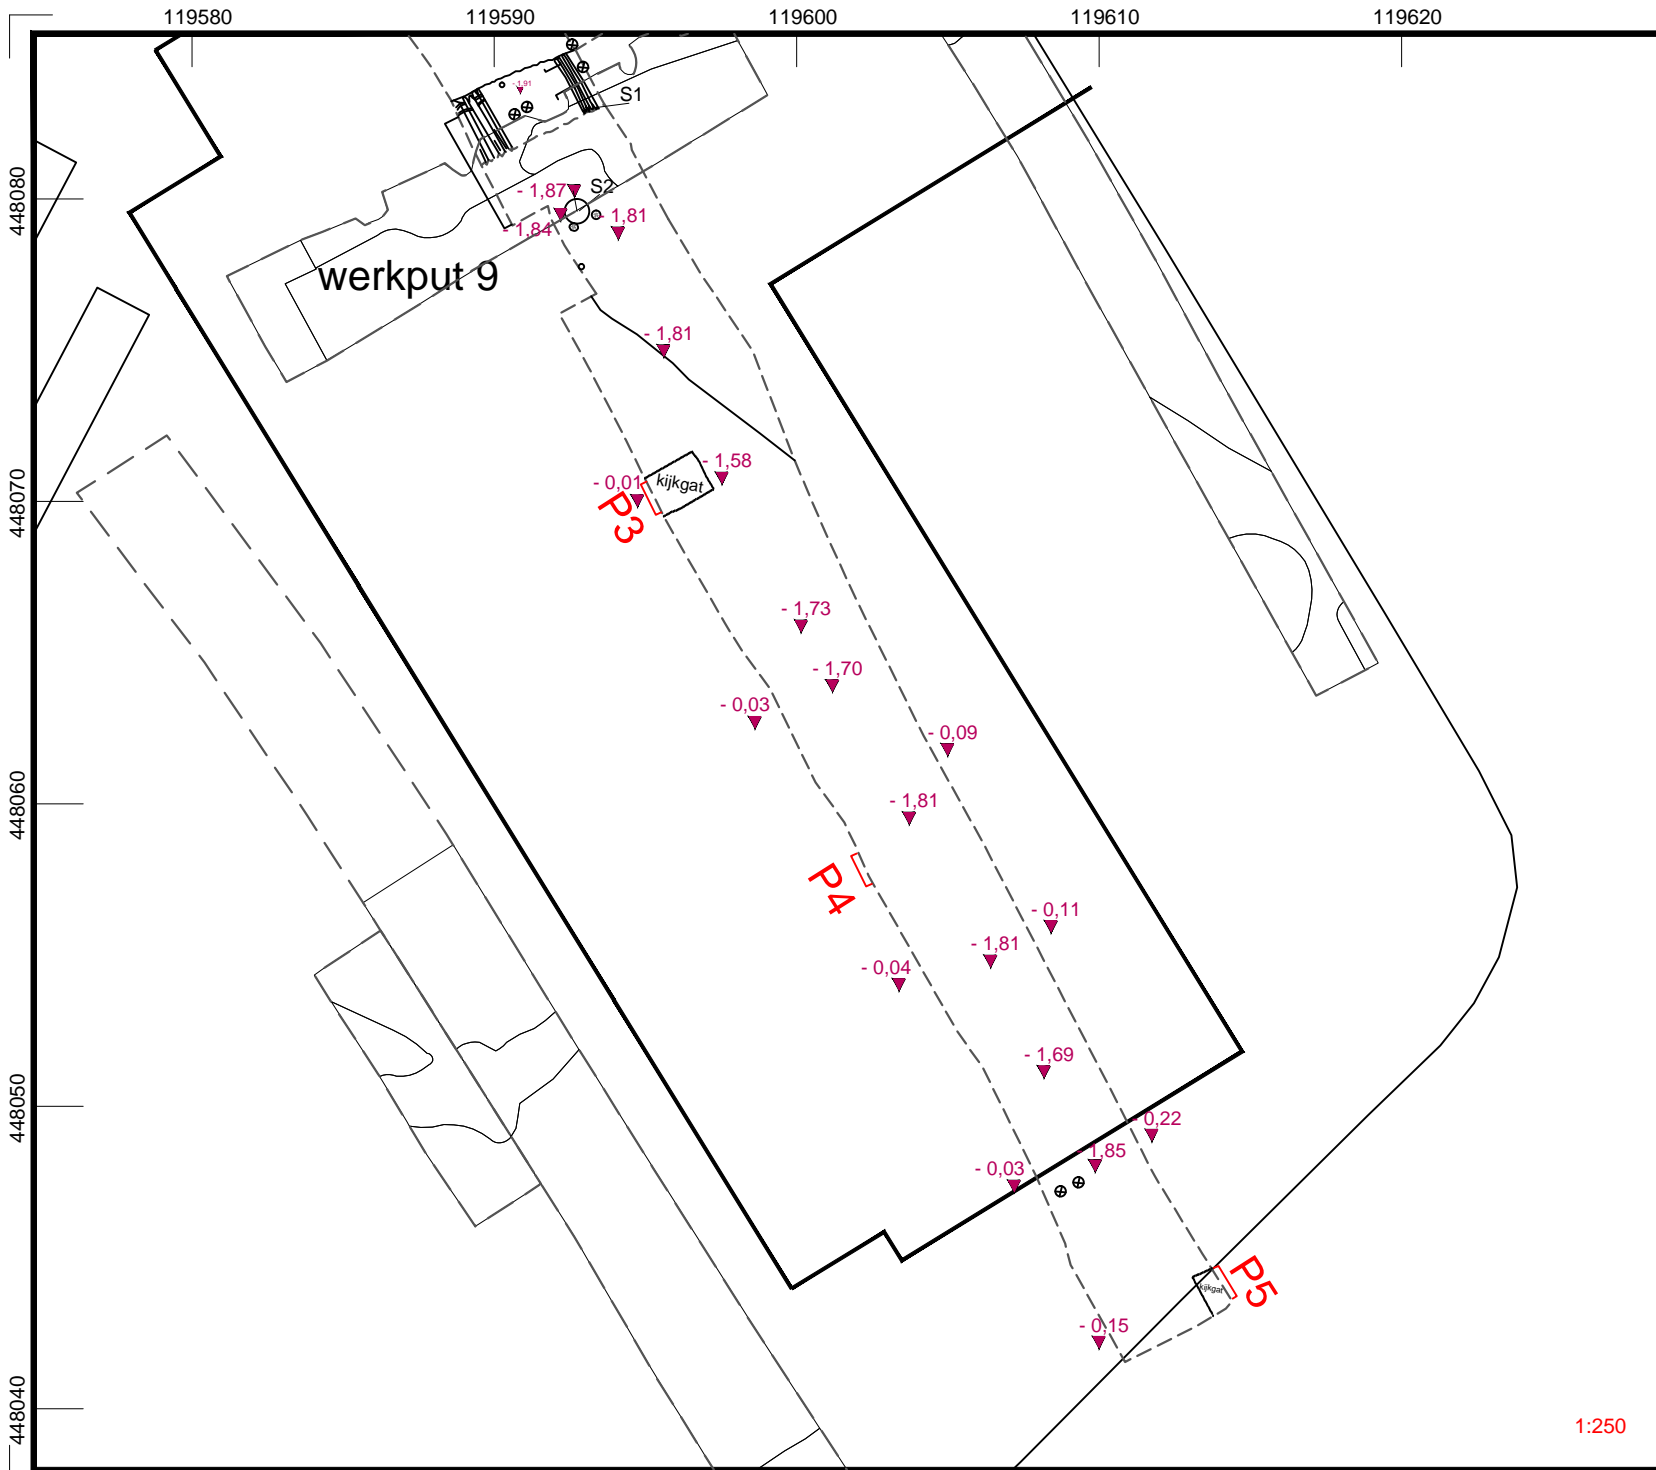 119580 119590 119600 119610 119620
- 1,91
S1
448080
- 1,87 S2
- 1,84 - 1,81
werkput 9
- 1,81
- 1,58
448070
- 0,01 kijkgat
P3
- 1,73
- 1,70
- 0,03
- 0,09
448060
- 1,81
P4
- 0,11
- 1,81
- 0,04
- 1,69
448050
0,22
1,85
- 0,03
kijkgat P5
- 0,15
448040
1:250